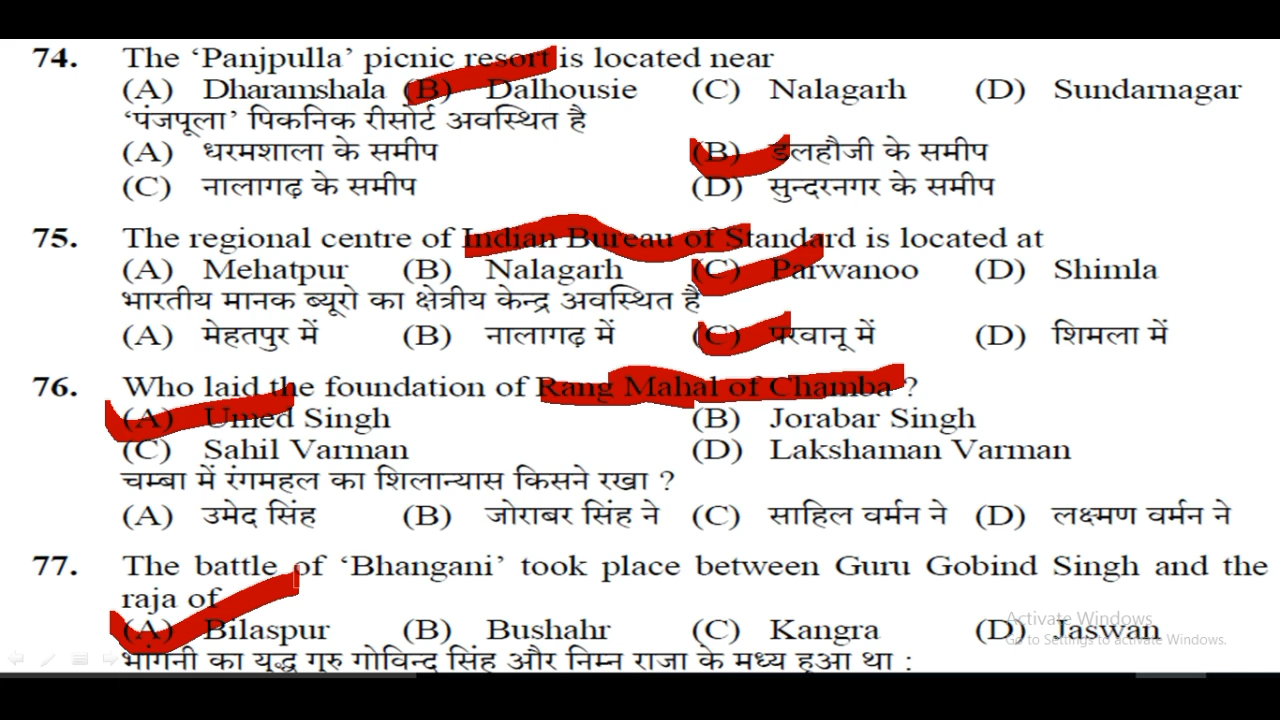 74. The ‘Panjpulla’ picnic resort is located near
(A) Dharamshala (B) Dalhousie (C) Nalagarh (D) Sundarnagar
‘पंजपूला’ पिकनिक रीसोर्ट अवस्थित है
(A) धरमशाला के समीप (B) डलहौजी के समीप
(C) नालागढ़ के समीप (D) सुन्दरनगर के समीप
75. The regional centre of Indian Bureau of Standard is located at
(A) Mehatpur (B) Nalagarh (C) Parwanoo (D) Shimla
भारतीय मानक ब्यूरो का क्षेत्रीय केन्द्र अवस्थित है
(A) मेहतपुर में (B) नालागढ़ में (C) परवानू में (D) शिमला में
76. Who laid the foundation of Rang Mahal of Chamba ?
(A) Umed Singh (B) Jorabar Singh
(C) Sahil Varman (D) Lakshaman Varman
चम्बा में रंगमहल का शिलान्यास किसने रखा ?
(A) उमेद सिंह (B) जोराबर सिंह ने (C) साहिल वर्मन ने (D) लक्ष्मण वर्मन ने
77. The battle of ‘Bhangani’ took place between Guru Gobind Singh and the
raja of
(A) Bilaspur (B) Bushahr (C) Kangra (D) Jaswan
भांगनी का युद्ध गुरु गोविन्द सिंह और निम्न राजा के मध्य हुआ था :
Activate Windows
Go to Settings to activate Windows.